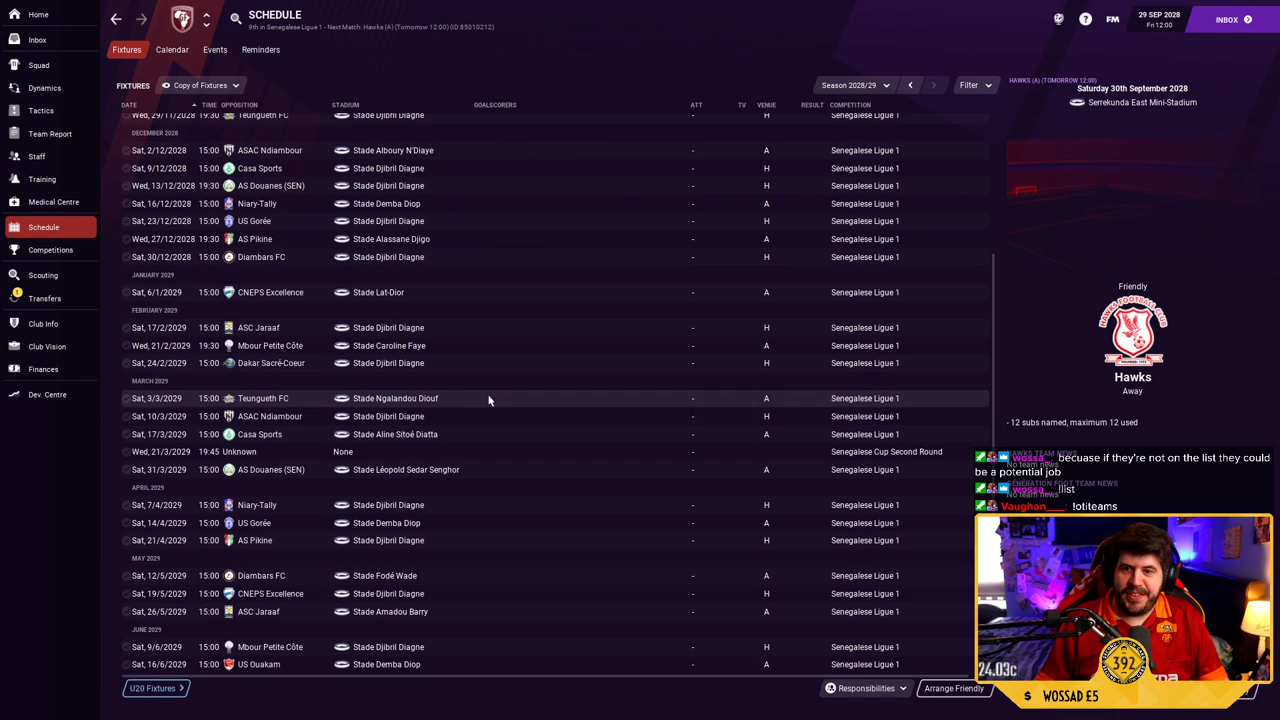 Home
Inbox
Squad
Dynamics
Tactics
Team Report
Staff
Training
Medical Centre
Schedule
Competitions
Scouting
1
Transfers
Club Info
Club Vision
Finances
Dev. Centre
SCHEDULE
9th in Senegalese Ligue 1 - Next Match: Hawks (A) (Tomorrow 12:00) (ID:85010212)
FM
29 SEP 2028
Fri 12:00
INBOX
Fixtures Calendar Events Reminders
FIXTURES Copy of Fixtures Season 2028/29 Filter
DATE TIME OPPOSITION STADIUM GOALSCORERS ATT TV VENUE RESULT COMPETITION
Wed, 29/11/2028 19:30 Teungueth FC Stade Djibril Diagne - H Senegalese Ligue 1
DECEMBER 2028
Sat, 2/12/2028 15:00 ASAC Ndiambour Stade Alboury N'Diaye - A Senegalese Ligue 1
Sat, 9/12/2028 15:00 Casa Sports Stade Djibril Diagne - H Senegalese Ligue 1
Wed, 13/12/2028 19:30 AS Douanes (SEN) Stade Djibril Diagne - H Senegalese Ligue 1
Sat, 16/12/2028 15:00 Niary-Tally Stade Demba Diop - A Senegalese Ligue 1
Sat, 23/12/2028 15:00 US Gorée Stade Djibril Diagne - H Senegalese Ligue 1
Wed, 27/12/2028 19:30 AS Pikine Stade Alassane Djigo - A Senegalese Ligue 1
Sat, 30/12/2028 15:00 Diambars FC Stade Djibril Diagne - H Senegalese Ligue 1
JANUARY 2029
Sat, 6/1/2029 15:00 CNEPS Excellence Stade Lat-Dior - A Senegalese Ligue 1
FEBRUARY 2029
Sat, 17/2/2029 15:00 ASC Jaraaf Stade Djibril Diagne - H Senegalese Ligue 1
Wed, 21/2/2029 19:30 Mbour Petite Côte Stade Caroline Faye - A Senegalese Ligue 1
Sat, 24/2/2029 15:00 Dakar Sacré-Coeur Stade Djibril Diagne - H Senegalese Ligue 1
MARCH 2029
Sat, 3/3/2029 15:00 Teungueth FC Stade Ngalandou Diouf - A Senegalese Ligue 1
Sat, 10/3/2029 15:00 ASAC Ndiambour Stade Djibril Diagne - H Senegalese Ligue 1
Sat, 17/3/2029 15:00 Casa Sports Stade Aline Sitoé Diatta - A Senegalese Ligue 1
Wed, 21/3/2029 19:45 Unknown None - Senegalese Cup Second Round
Sat, 31/3/2029 15:00 AS Douanes (SEN) Stade Léopold Sedar Senghor - A Senegalese Ligue 1
APRIL 2029
Sat, 7/4/2029 15:00 Niary-Tally Stade Djibril Diagne - H Senegalese Ligue 1
Sat, 14/4/2029 15:00 US Gorée Stade Demba Diop - A Senegalese Ligue 1
Sat, 21/4/2029 15:00 AS Pikine Stade Djibril Diagne - H Senegalese Ligue 1
MAY 2029
Sat, 12/5/2029 15:00 Diambars FC Stade Fodé Wade - A Senegalese Ligue 1
Sat, 19/5/2029 15:00 CNEPS Excellence Stade Djibril Diagne - H Senegalese Ligue 1
Sat, 26/5/2029 15:00 ASC Jaraaf Stade Amadou Barry - A Senegalese Ligue 1
JUNE 2029
Sat, 9/6/2029 15:00 Mbour Petite Côte Stade Djibril Diagne - H Senegalese Ligue 1
Sat, 16/6/2029 15:00 US Ouakam Stade Demba Diop - A Senegalese Ligue 1
U20 Fixtures Responsibilities Arrange Friendly
HAWKS (A) (TOMORROW 12:00)
Saturday 30th September 2028
Serrekunda East Mini-Stadium
Friendly
HAWKS FOOTBALL CLUB
Hawks
Away
- 12 subs named, maximum 12 used
HAWKS TEAM NEWS
No team news
GÉNÉRATION FOOT TEAM NEWS
No team news
: becuase if they're not on the list they could
be a potential job
: !list
Vaughan____: !otiteams
24.03c
392
$ WOSSAD £5